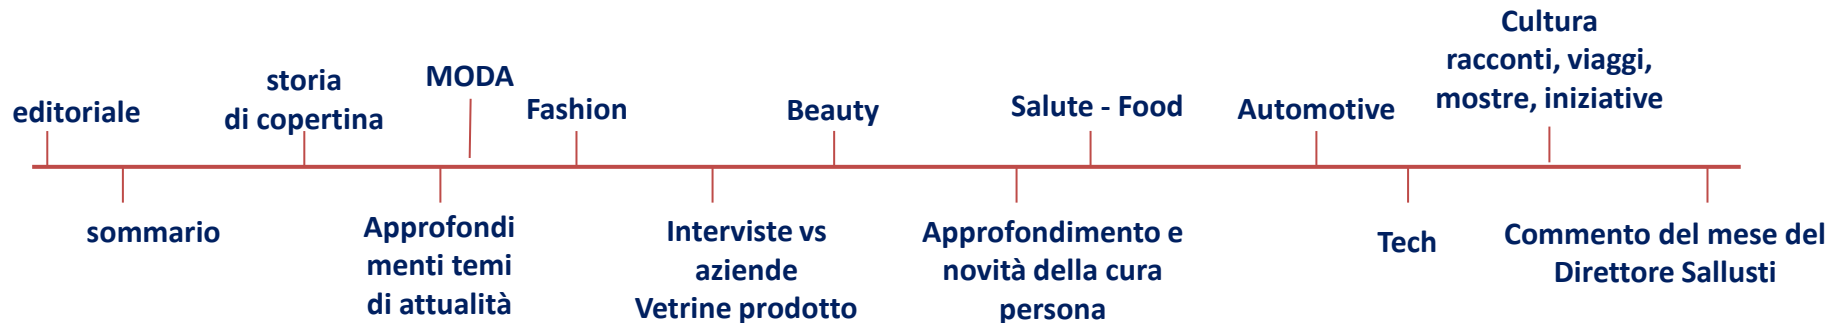 editoriale
storia
di copertina
MODA
Fashion
Beauty
Salute - Food
Automotive
Cultura
racconti, viaggi,
mostre, iniziative
sommario
Approfondi
menti temi
di attualità
Interviste vs
aziende
Vetrine prodotto
Approfondimento e
novità della cura
persona
Tech
Commento del mese del
Direttore Sallusti